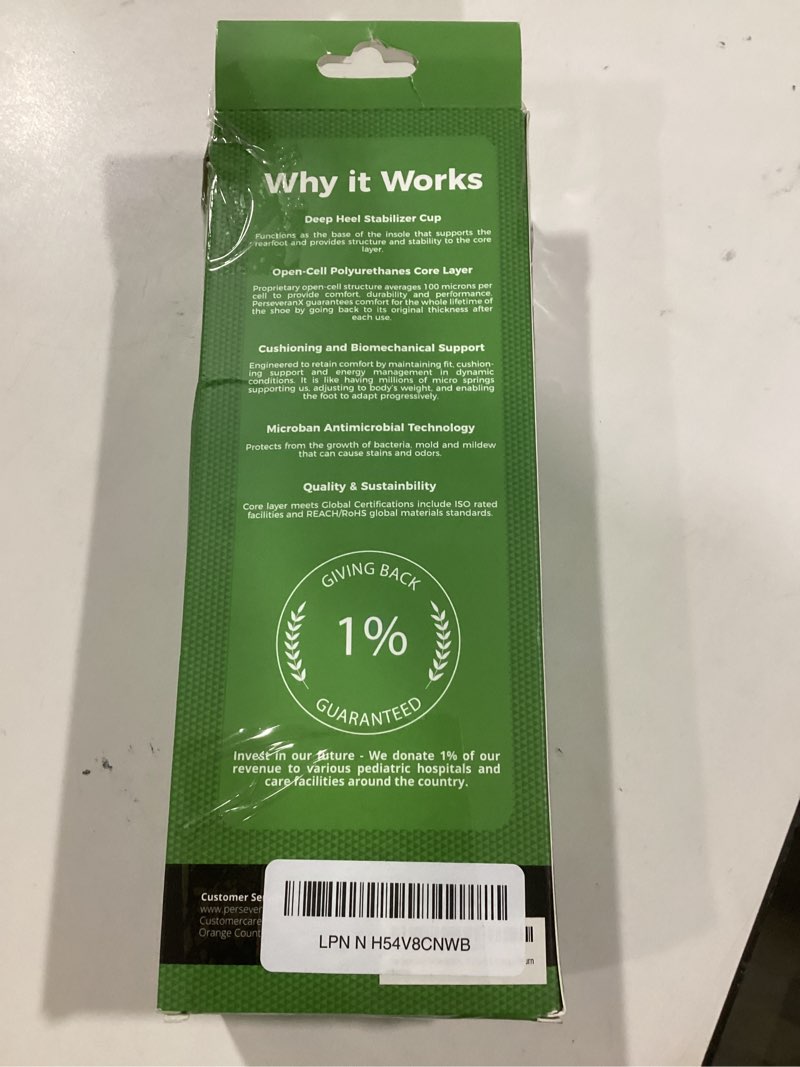 Why it Works
Deep Heel Stabilizer Cup
Functions as the base of the insole that supports the
rearfoot and provides structure and stability to the core
layer.
Open-Cell Polyurethanes Core Layer
Proprietary open-cell structure averages 100 microns per
cell to provide comfort, durability and performance.
PerseveranX guarantees comfort for the whole lifetime of
the shoe by going back to its original thickness after
each use.
Cushioning and Biomechanical Support
Engineered to retain comfort by maintaining fit, cushion-
ing support and energy management in dynamic
conditions. It is like having millions of micro springs
supporting us, adjusting to body's weight, and enabling
the foot to adapt progressively.
Microban Antimicrobial Technology
Protects from the growth of bacteria, mold and mildew
that can cause stains and odors.
Quality & Sustainbility
Core layer meets Global Certifications include ISO rated
facilities and REACH/RoHS global materials standards.
GIVING BACK
1%
GUARANTEED
Invest in our future - We donate 1% of our
revenue to various pediatric hospitals and
care facilities around the country.
Customer Se
www.persever
Customercare
Orange Count
LPN N H54V8CNWB